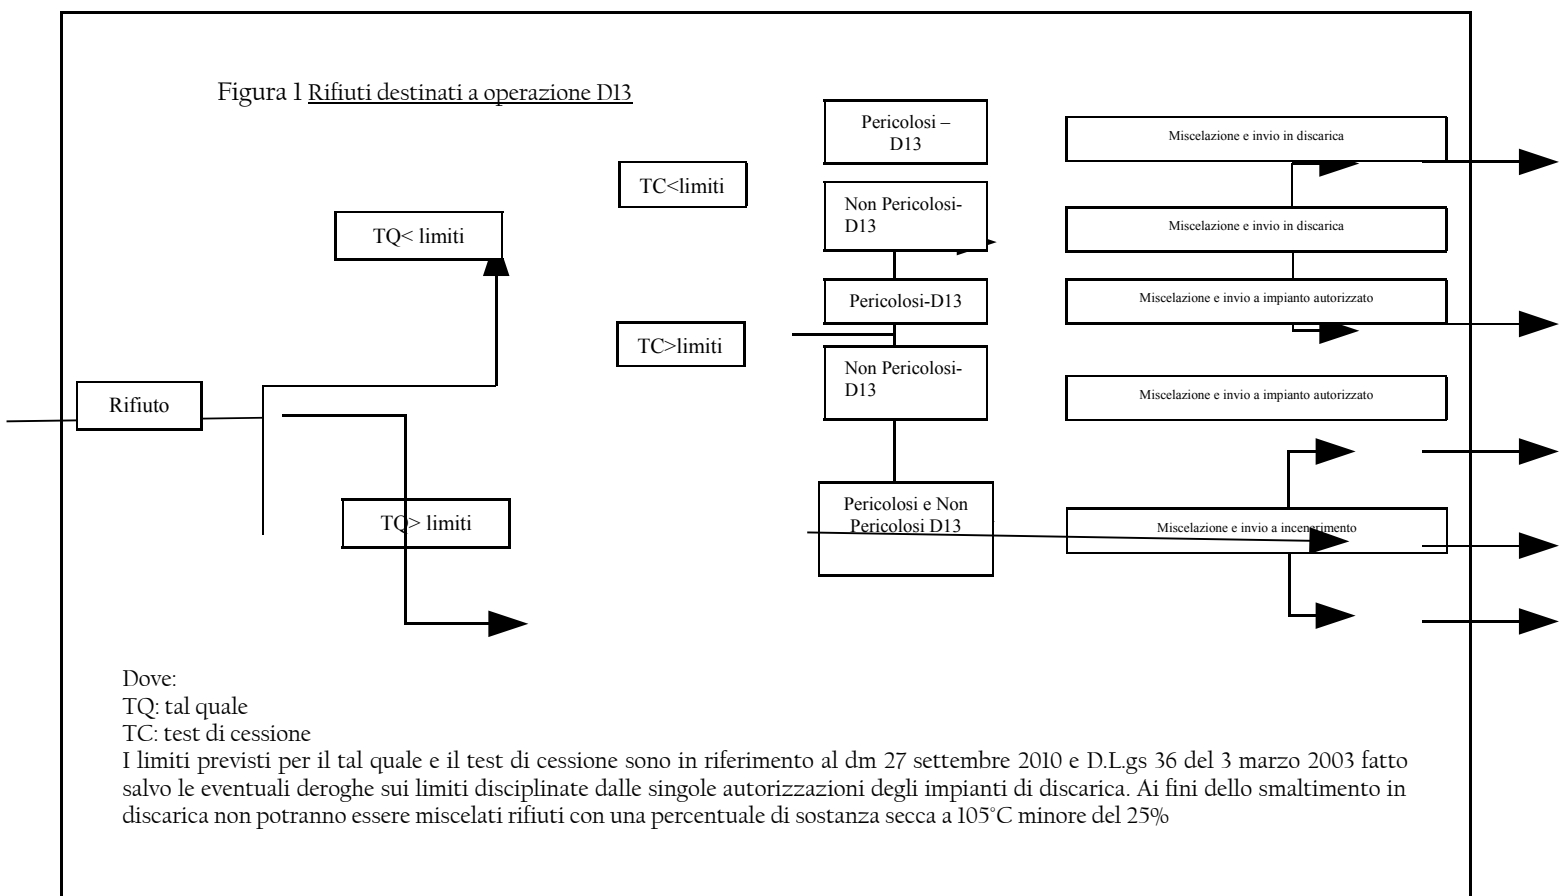 Figura 1 Rifiuti destinati a operazione D13
Pericolosi –
D13
Miscelazione e invio in discarica
TC<limiti
Non Pericolosi-
D13
Miscelazione e invio in discarica
TQ< limiti
Pericolosi-D13
Miscelazione e invio a impianto autorizzato
TC>limiti
Non Pericolosi-
D13
Miscelazione e invio a impianto autorizzato
Rifiuto
TQ> limiti
Pericolosi e Non
Pericolosi D13
Miscelazione e invio a incenerimento
Dove:
TQ: tal quale
TC: test di cessione
I limiti previsti per il tal quale e il test di cessione sono in riferimento al dm 27 settembre 2010 e D.L.gs 36 del 3 marzo 2003 fatto
salvo le eventuali deroghe sui limiti disciplinate dalle singole autorizzazioni degli impianti di discarica. Ai fini dello smaltimento in
discarica non potranno essere miscelati rifiuti con una percentuale di sostanza secca a 105°C minore del 25%